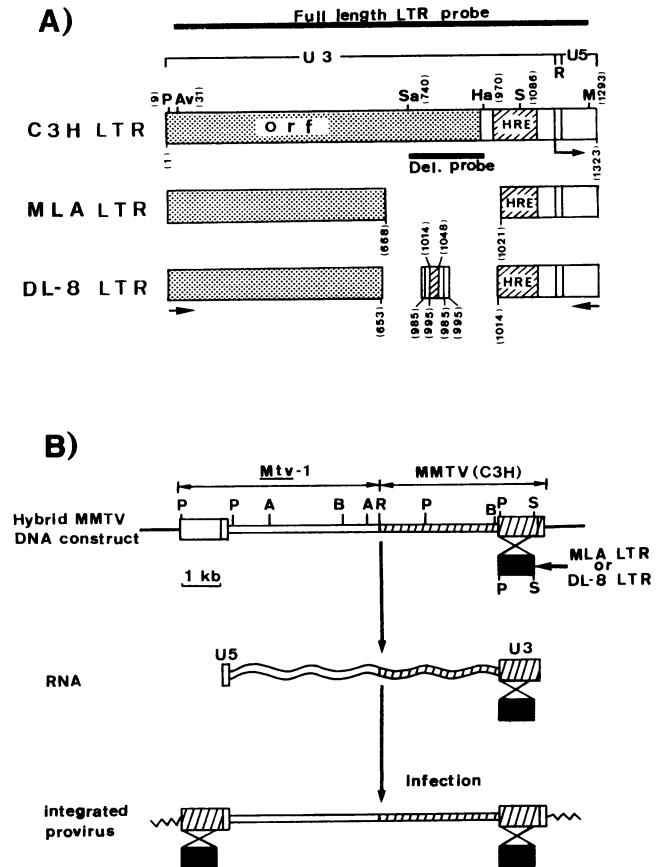 A)
Full length LTR probe
U 3
U5
R
(9) P Av (31) Sa (740) Ha (970) S (1086) M (1293)
C3H LTR
orf
HRE
(1)
Del. probe
(1323)
MLA LTR
HRE
(668)
(1014) (1048)
(1021)
DL-8 LTR
HRE
(653)
(985) (995) (985) (995)
(1014)
B)
Mtv-1 MMTV (C3H)
P P A B A R P B P S
Hybrid MMTV
DNA construct
1 kb
MLA LTR
or
DL-8 LTR
P S
U5 U3
RNA
Infection
integrated
provirus